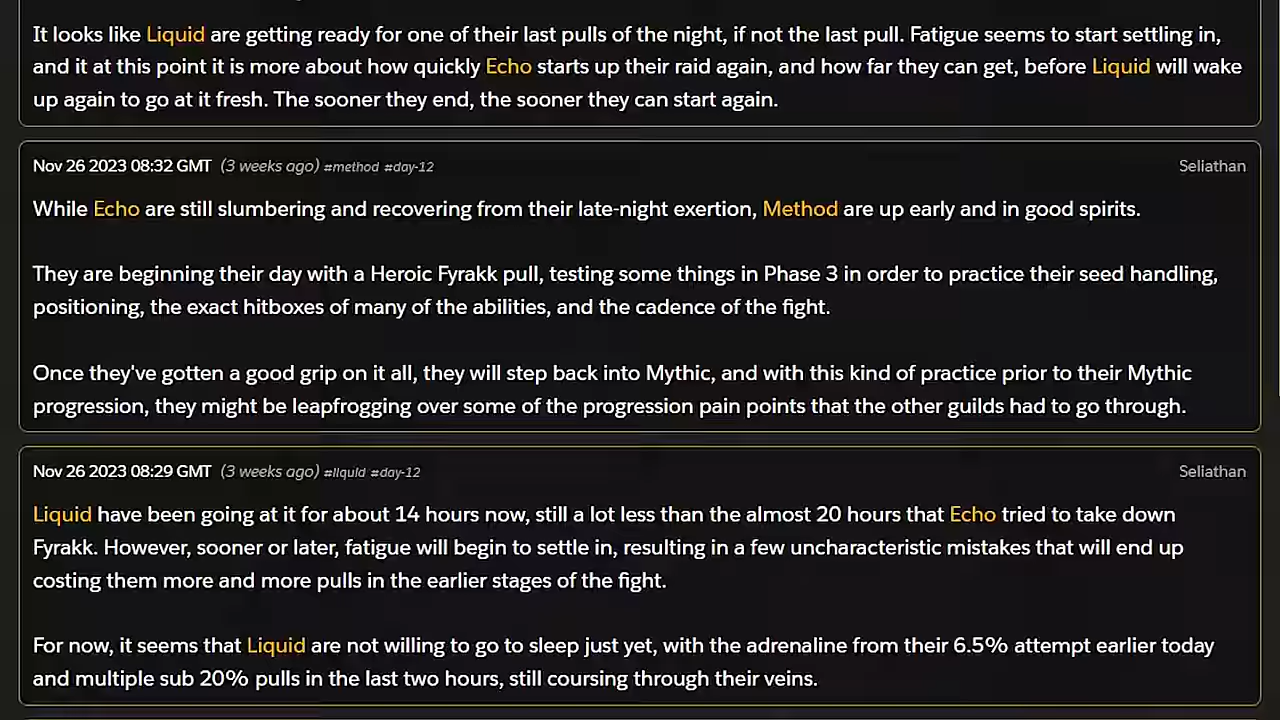 It looks like Liquid are getting ready for one of their last pulls of the night, if not the last pull. Fatigue seems to start settling in,
and it at this point it is more about how quickly Echo starts up their raid again, and how far they can get, before Liquid will wake
up again to go at it fresh. The sooner they end, the sooner they can start again.
Nov 26 2023 08:32 GMT (3 weeks ago) #method #day-12 Seliathan
While Echo are still slumbering and recovering from their late-night exertion, Method are up early and in good spirits.
They are beginning their day with a Heroic Fyrakk pull, testing some things in Phase 3 in order to practice their seed handling,
positioning, the exact hitboxes of many of the abilities, and the cadence of the fight.
Once they've gotten a good grip on it all, they will step back into Mythic, and with this kind of practice prior to their Mythic
progression, they might be leapfrogging over some of the progression pain points that the other guilds had to go through.
Nov 26 2023 08:29 GMT (3 weeks ago) #liquid #day-12 Seliathan
Liquid have been going at it for about 14 hours now, still a lot less than the almost 20 hours that Echo tried to take down
Fyrakk. However, sooner or later, fatigue will begin to settle in, resulting in a few uncharacteristic mistakes that will end up
costing them more and more pulls in the earlier stages of the fight.
For now, it seems that Liquid are not willing to go to sleep just yet, with the adrenaline from their 6.5% attempt earlier today
and multiple sub 20% pulls in the last two hours, still coursing through their veins.